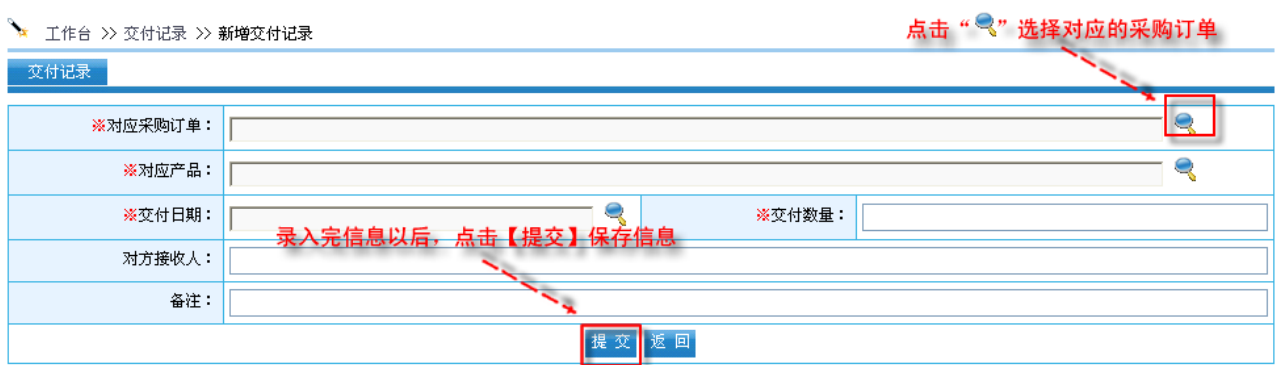 工作台 >> 交付记录 >> 新增交付记录
点击“”选择对应的采购订单
交付记录
※对应采购订单：
※对应产品：
※交付日期：
※交付数量：
录入完信息以后，点击【提交】保存信息
对方接收人：
备注：
提 交 返 回